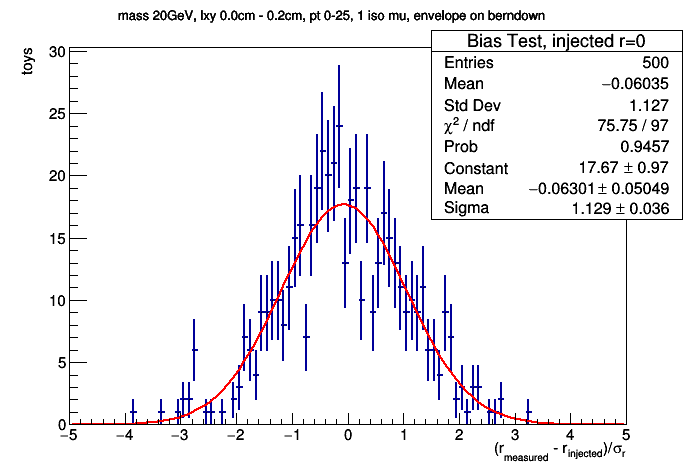 mass 20GeV, lxy 0.0cm - 0.2cm, pt 0-25, 1 iso mu, envelope on berndown
Bias Test, injected r=0
Entries 500
Mean −0.06035
Std Dev 1.127
χ² / ndf 75.75 / 97
Prob 0.9457
Constant 17.67 ± 0.97
Mean −0.06301 ± 0.05049
Sigma 1.129 ± 0.036
toys
30
25
20
15
10
5
0
−5 −4 −3 −2 −1 0 1 2 3 4 5
(r_measured - r_injected)/σ_r